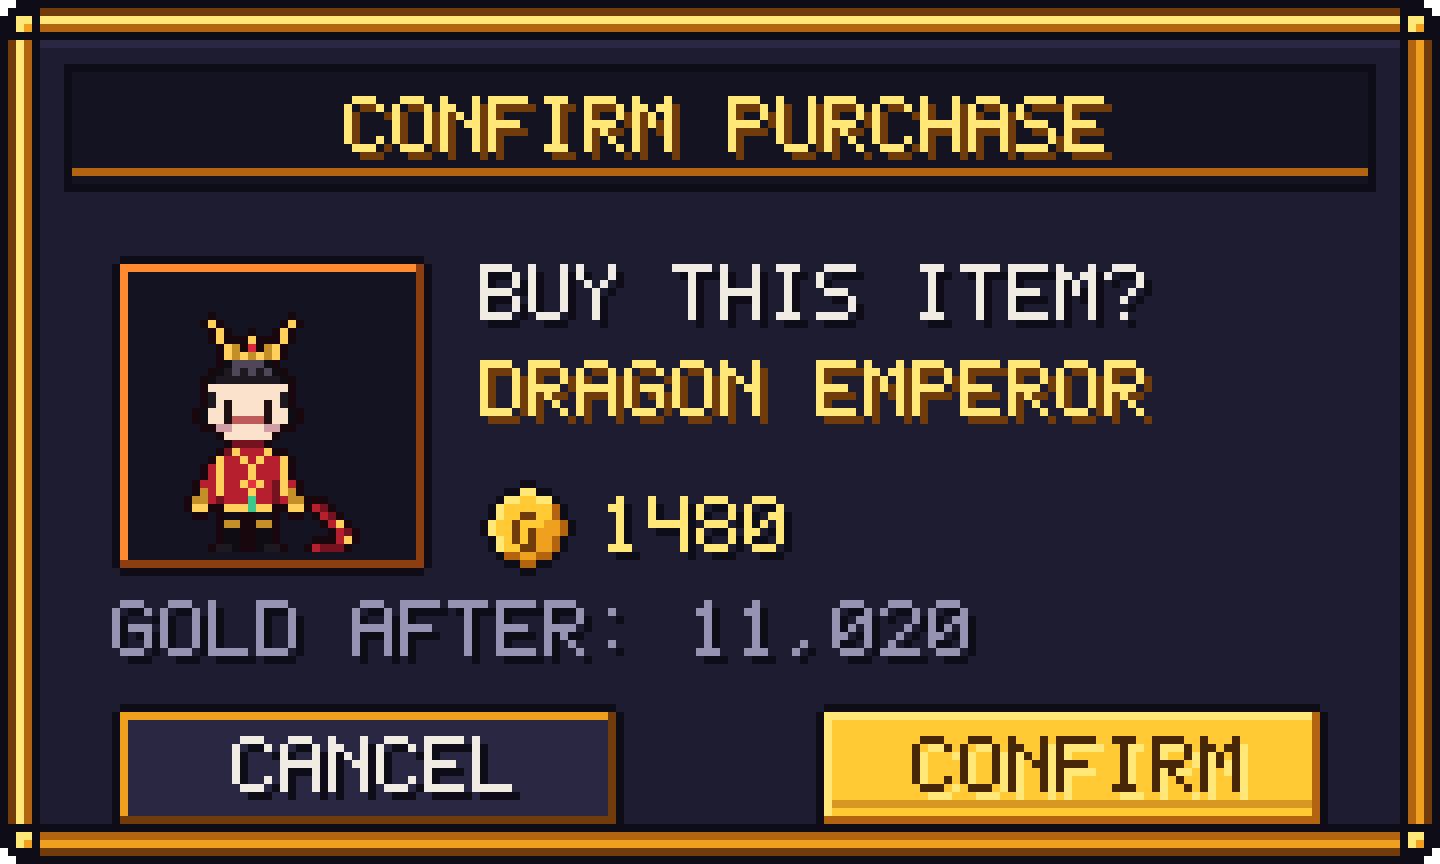 CONFIRM PURCHASE
BUY THIS ITEM?
DRAGON EMPEROR
G 1480
GOLD AFTER: 11,020
CANCEL
CONFIRM